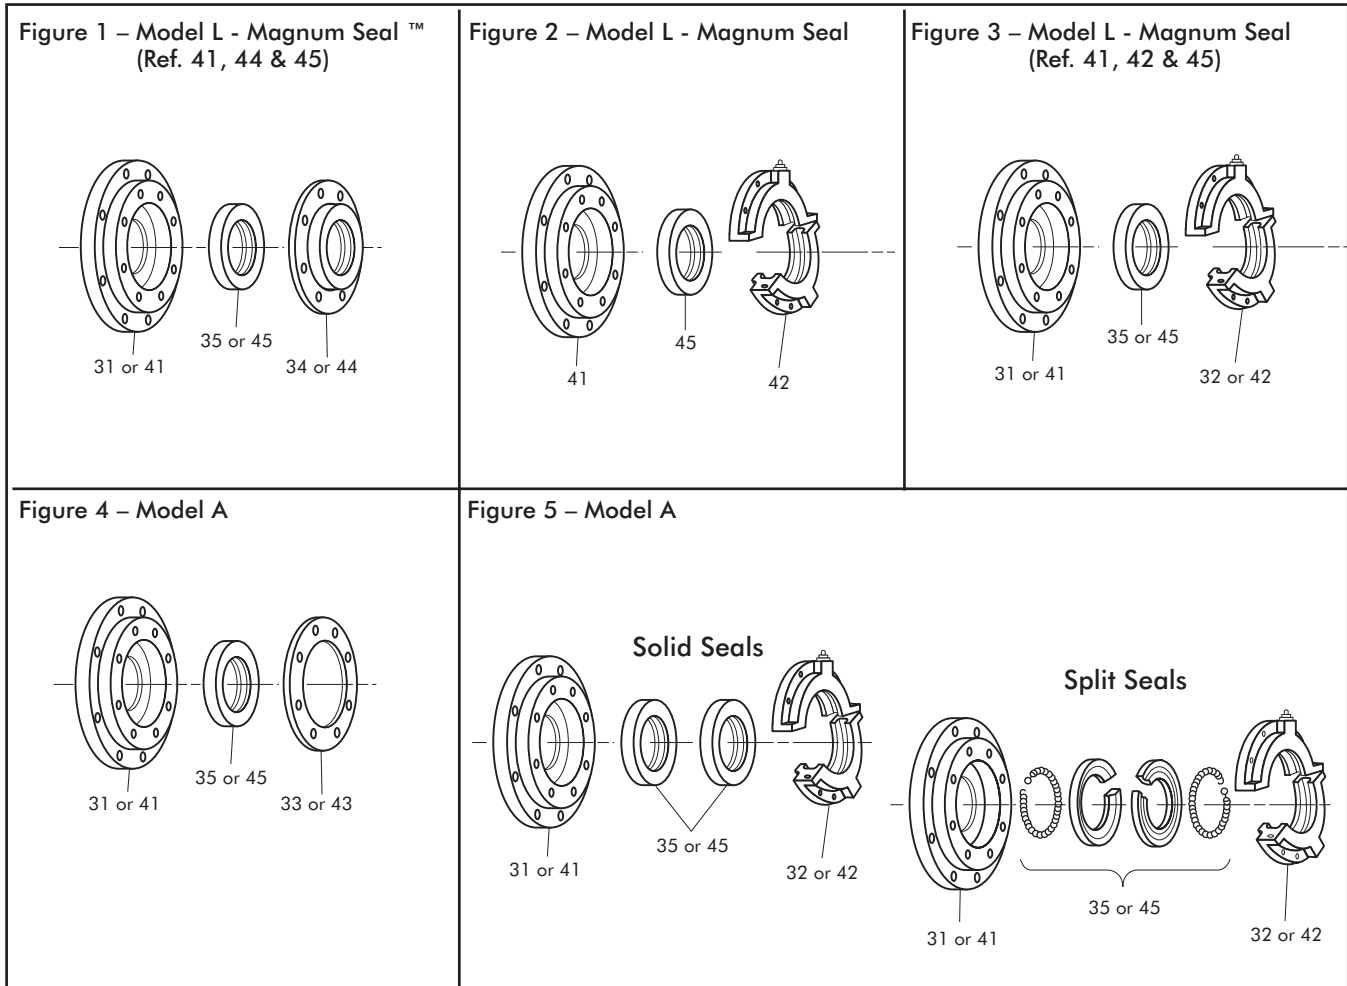 Figure 1 – Model L - Magnum Seal ™
(Ref. 41, 44 & 45)
31 or 41
35 or 45
34 or 44
Figure 2 – Model L - Magnum Seal
41
45
42
Figure 3 – Model L - Magnum Seal
(Ref. 41, 42 & 45)
31 or 41
35 or 45
32 or 42
Figure 4 – Model A
31 or 41
35 or 45
33 or 43
Figure 5 – Model A
Solid Seals
31 or 41
35 or 45
32 or 42
Split Seals
31 or 41
35 or 45
32 or 42